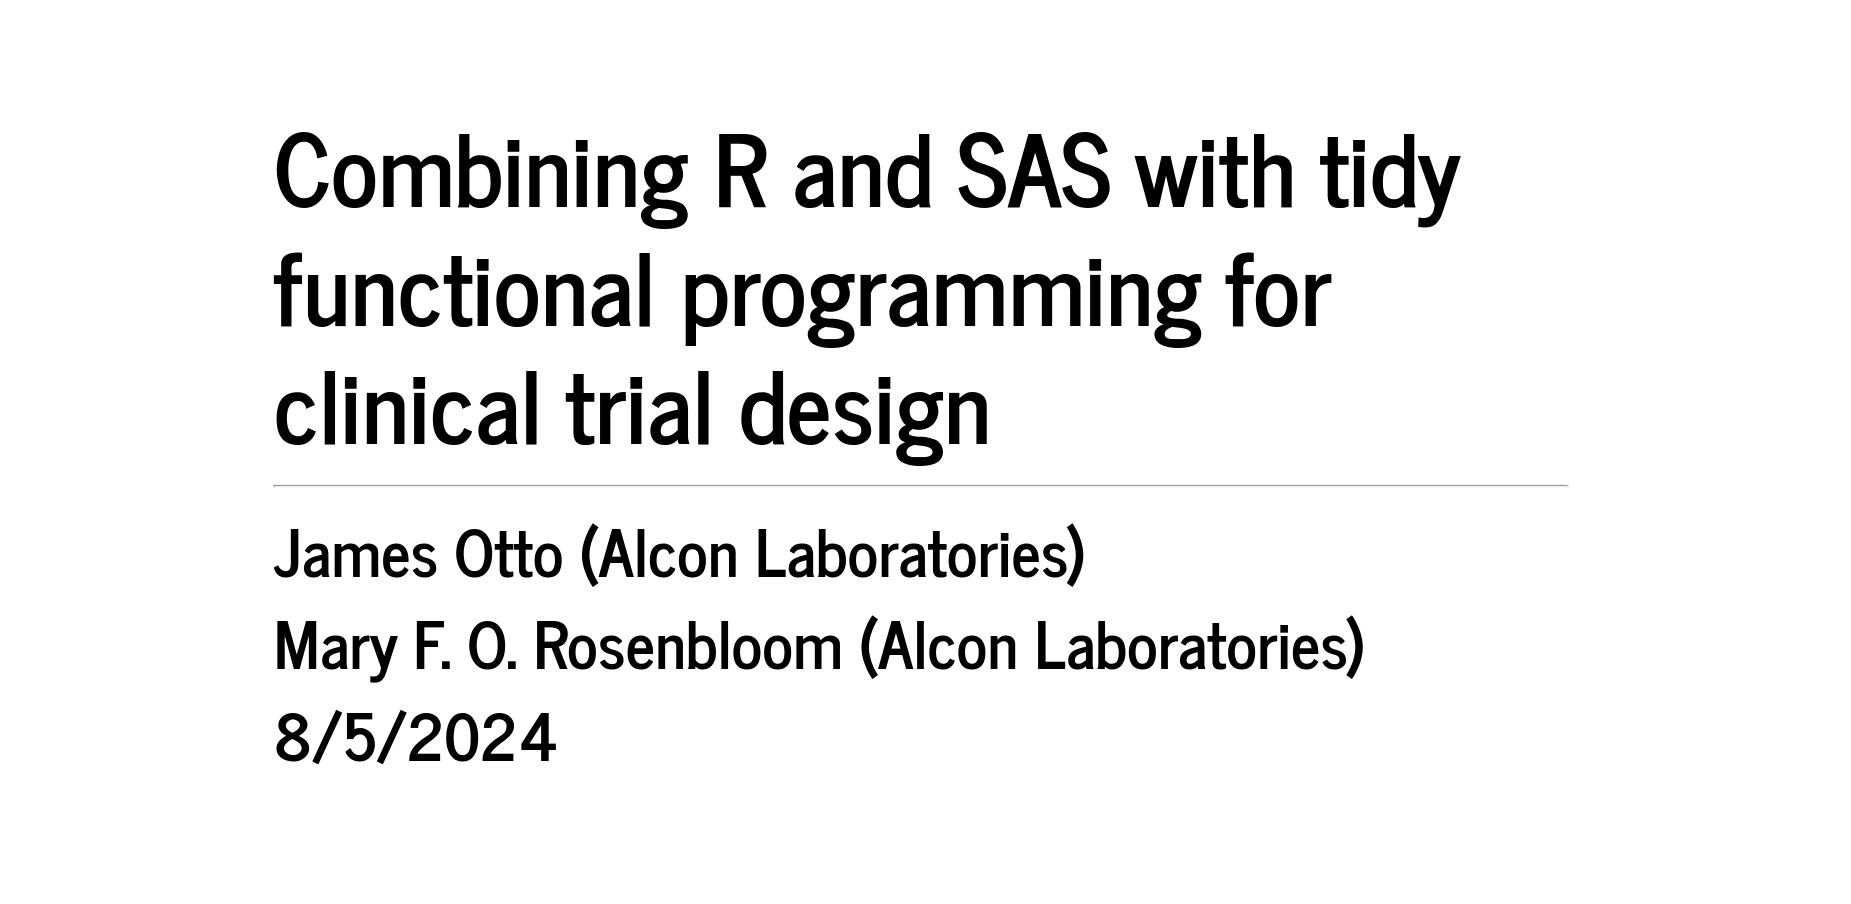 Combining R and SAS with tidy
functional programming for
clinical trial design
James Otto (Alcon Laboratories)
Mary F. O. Rosenbloom (Alcon Laboratories)
8/5/2024